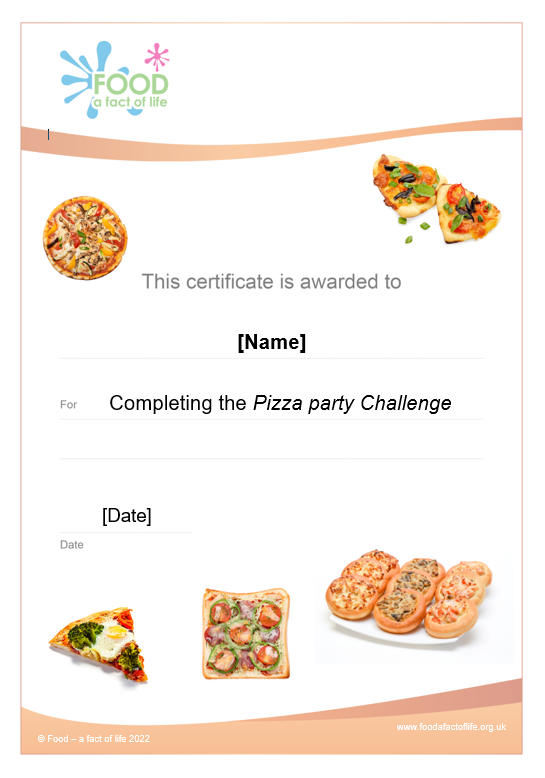 FOOD
a fact of life
This certificate is awarded to
[Name]
For Completing the Pizza party Challenge
[Date]
Date
www.foodafactoflife.org.uk
© Food – a fact of life 2022